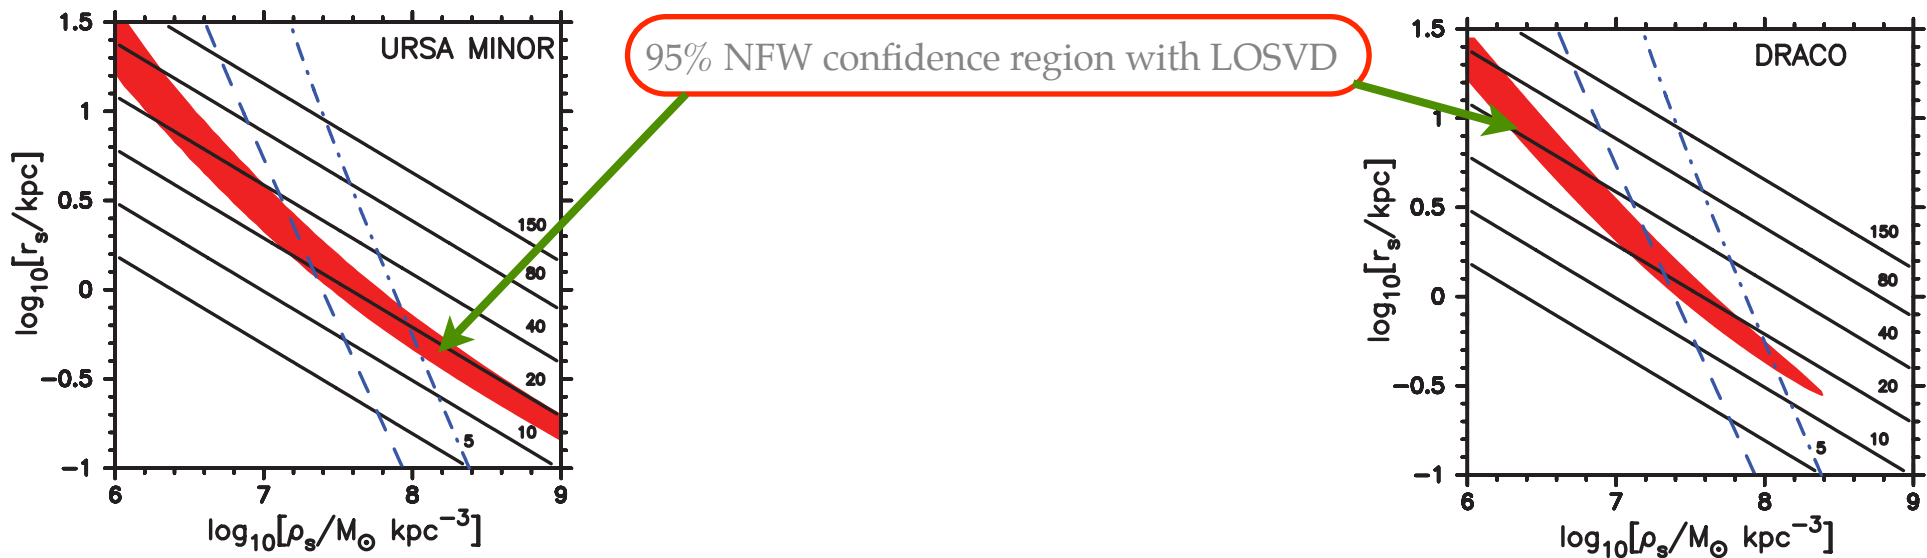 95% NFW confidence region with LOSVD
URSA MINOR
1.5
1
0.5
0
−0.5
−1
log10[rs/kpc]
150
80
40
20
10
5
6 7 8 9
log10[ρs/M⊙ kpc−3]
DRACO
1.5
1
0.5
0
−0.5
−1
log10[rs/kpc]
150
80
40
20
10
5
6 7 8 9
log10[ρs/M⊙ kpc−3]